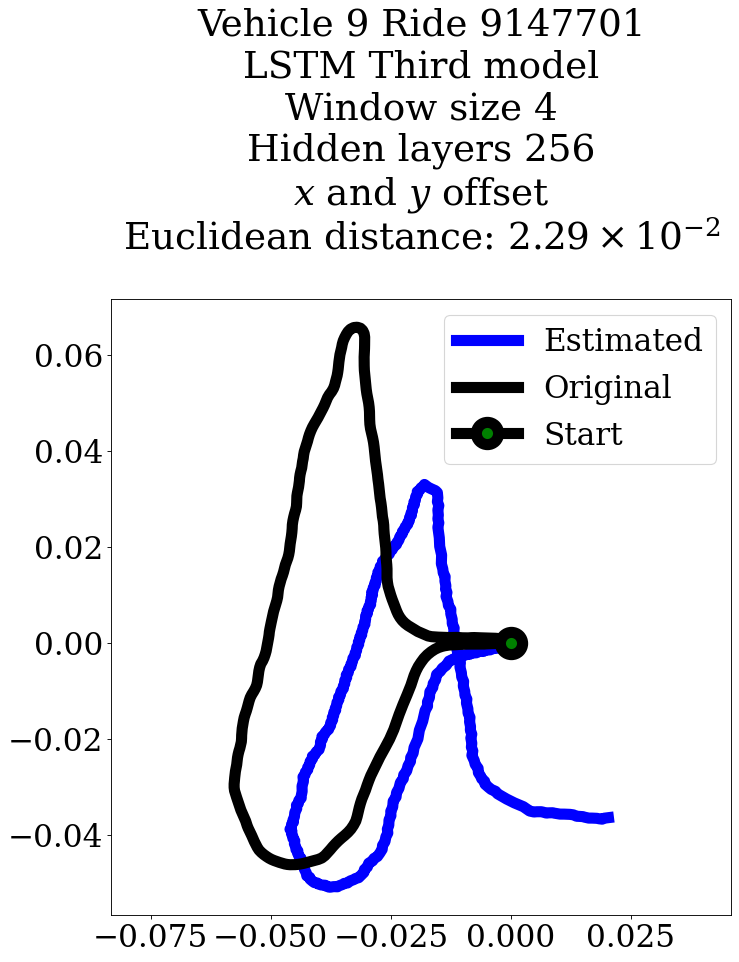 Vehicle 9 Ride 9147701
LSTM Third model
Window size 4
Hidden layers 256
x and y offset
Euclidean distance: 2.29 × 10⁻²
Estimated
Original
Start
0.06
0.04
0.02
0.00
−0.02
−0.04
−0.075 −0.050 −0.025 0.000 0.025